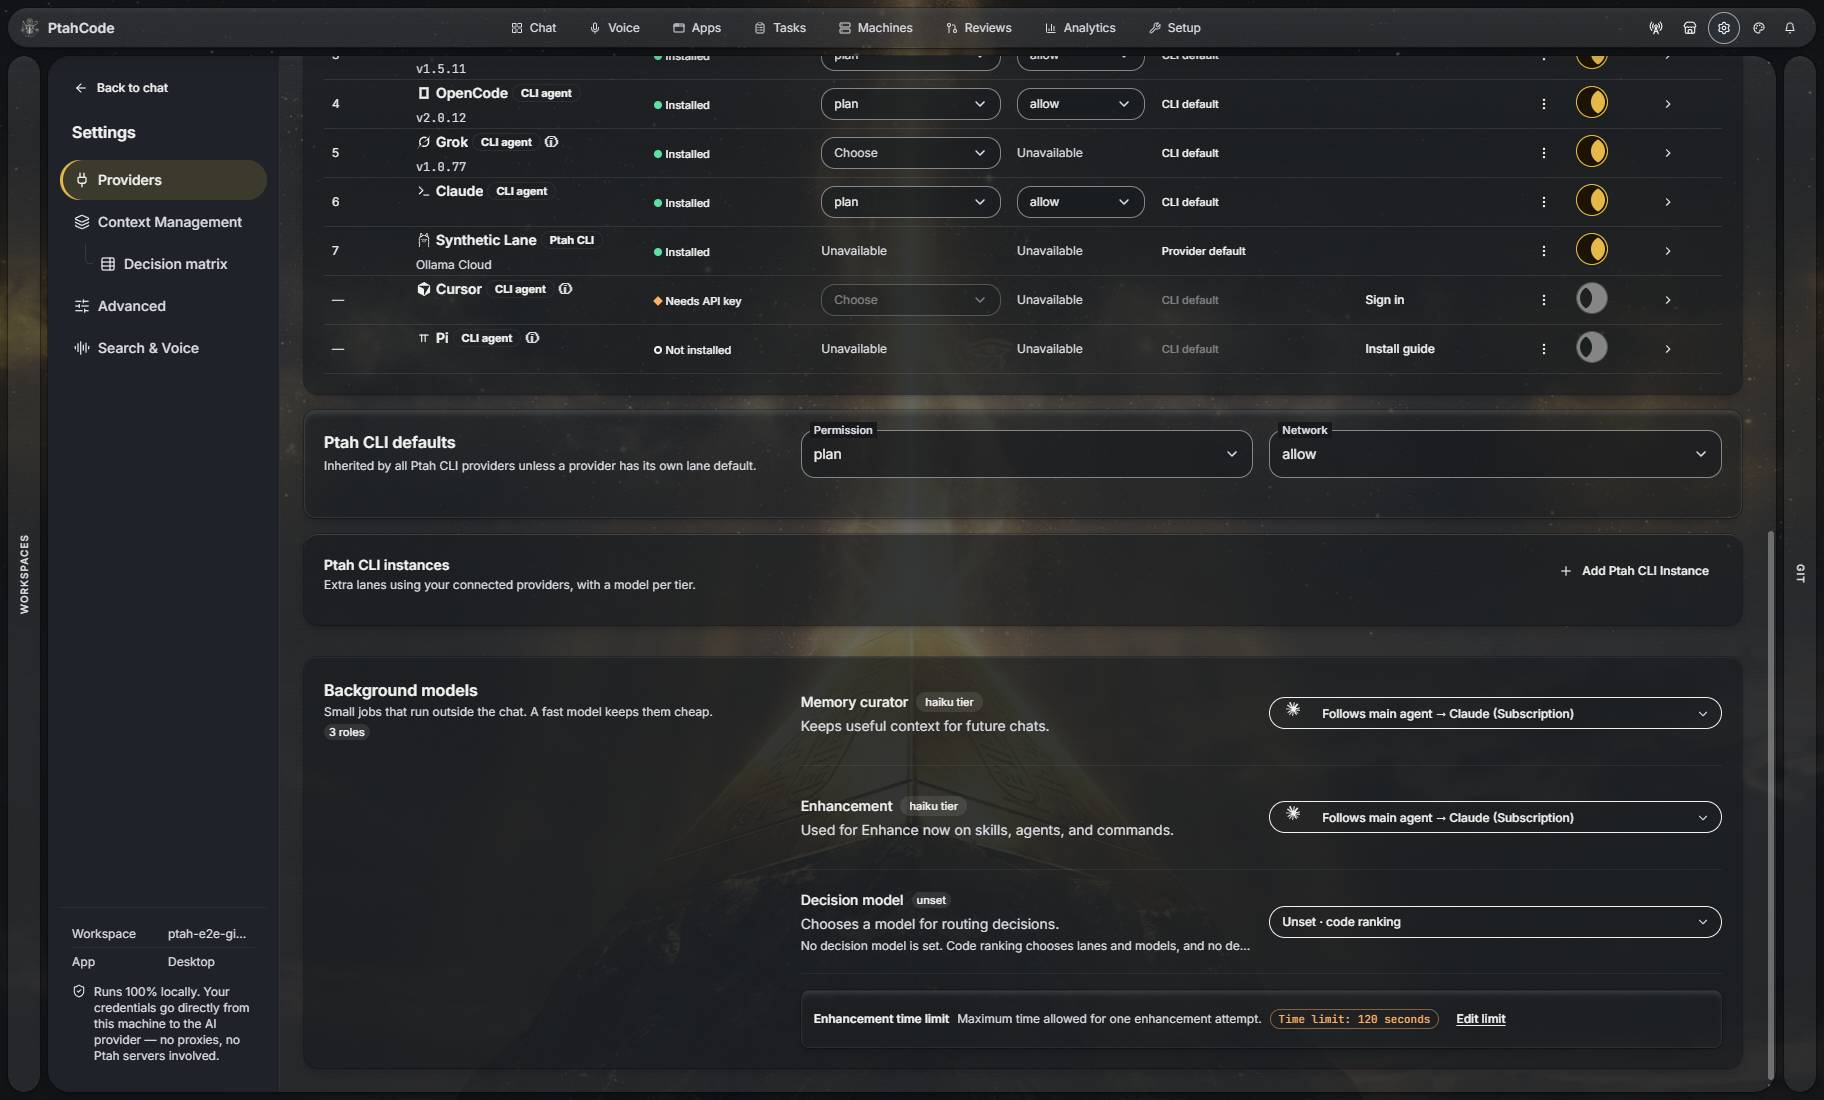 PtahCode
Chat
Voice
Apps
Tasks
Machines
Reviews
Analytics
Setup
WORKSPACES
Back to chat
Settings
Providers
Context Management
Decision matrix
Advanced
Search & Voice
Workspace ptah-e2e-gi...
App Desktop
Runs 100% locally. Your
credentials go directly from
this machine to the AI
provider — no proxies, no
Ptah servers involved.
v1.5.11 Installed plan allow CLI default
4 OpenCode CLI agent Installed plan allow CLI default
v2.0.12
5 Grok CLI agent Installed Choose Unavailable CLI default
v1.0.77
6 Claude CLI agent Installed plan allow CLI default
7 Synthetic Lane Ptah CLI Installed Unavailable Unavailable Provider default
Ollama Cloud
— Cursor CLI agent Needs API key Choose Unavailable CLI default Sign in
— Pi CLI agent Not installed Unavailable Unavailable CLI default Install guide
Ptah CLI defaults
Inherited by all Ptah CLI providers unless a provider has its own lane default.
Permission
plan
Network
allow
Ptah CLI instances
Extra lanes using your connected providers, with a model per tier.
+ Add Ptah CLI Instance
Background models
Small jobs that run outside the chat. A fast model keeps them cheap.
3 roles
Memory curator haiku tier
Keeps useful context for future chats.
Follows main agent → Claude (Subscription)
Enhancement haiku tier
Used for Enhance now on skills, agents, and commands.
Follows main agent → Claude (Subscription)
Decision model unset
Chooses a model for routing decisions.
No decision model is set. Code ranking chooses lanes and models, and no de...
Unset · code ranking
Enhancement time limit Maximum time allowed for one enhancement attempt. Time limit: 120 seconds Edit limit
GIT